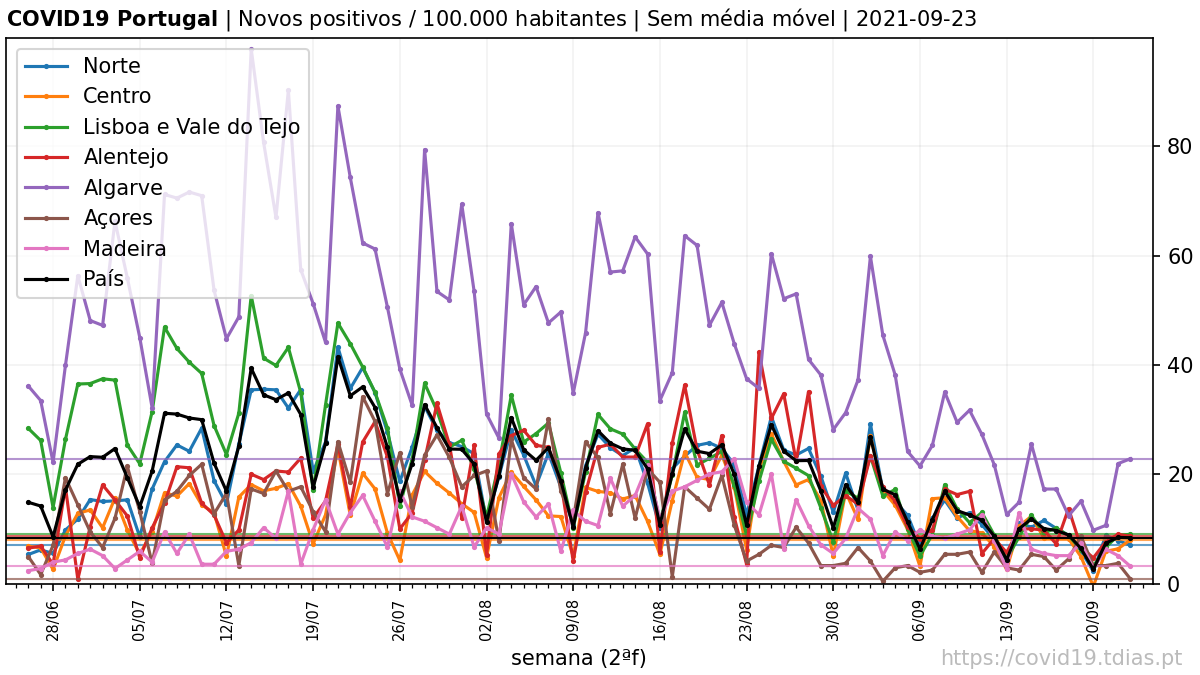 COVID19 Portugal | Novos positivos / 100.000 habitantes | Sem média móvel | 2021-09-23
Norte
Centro
Lisboa e Vale do Tejo
Alentejo
Algarve
Açores
Madeira
País
80
60
40
20
0
28/06 05/07 12/07 19/07 26/07 02/08 09/08 16/08 23/08 30/08 06/09 13/09 20/09
semana (2ªf)
https://covid19.tdias.pt